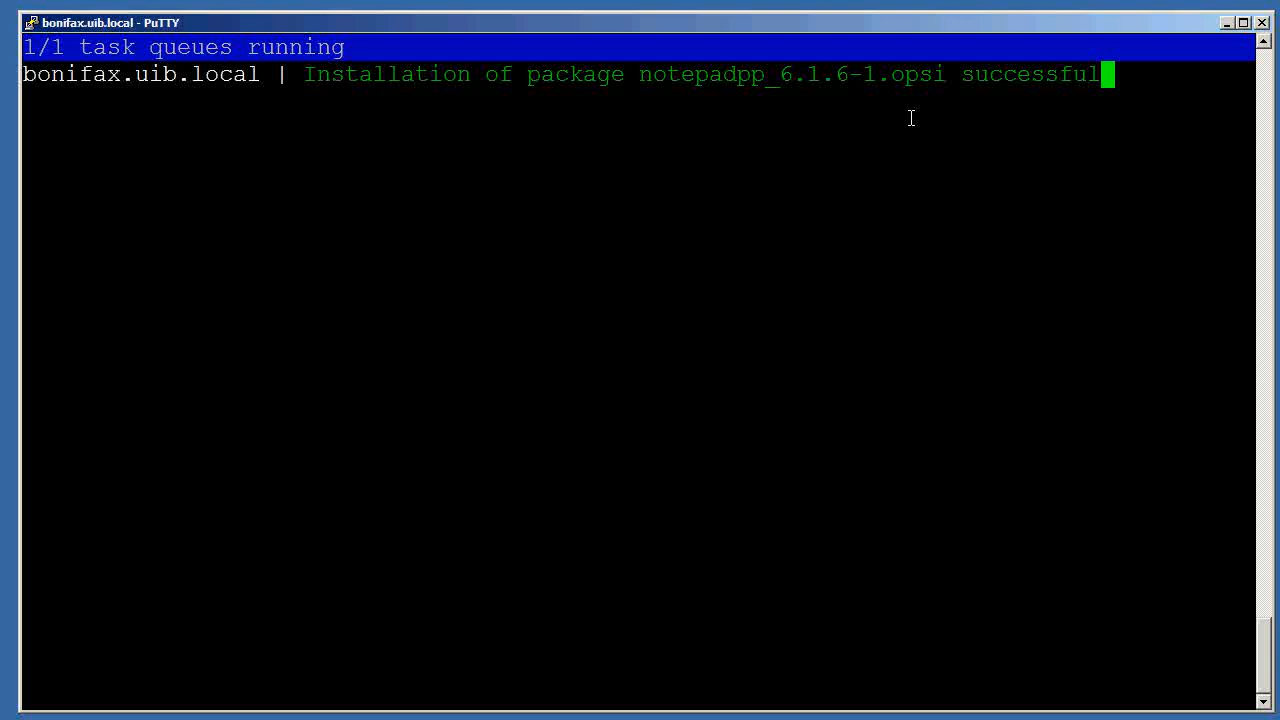 bonifax.uib.local - PuTTY
1/1 task queues running
bonifax.uib.local | Installation of package notepadpp_6.1.6-1.opsi successful